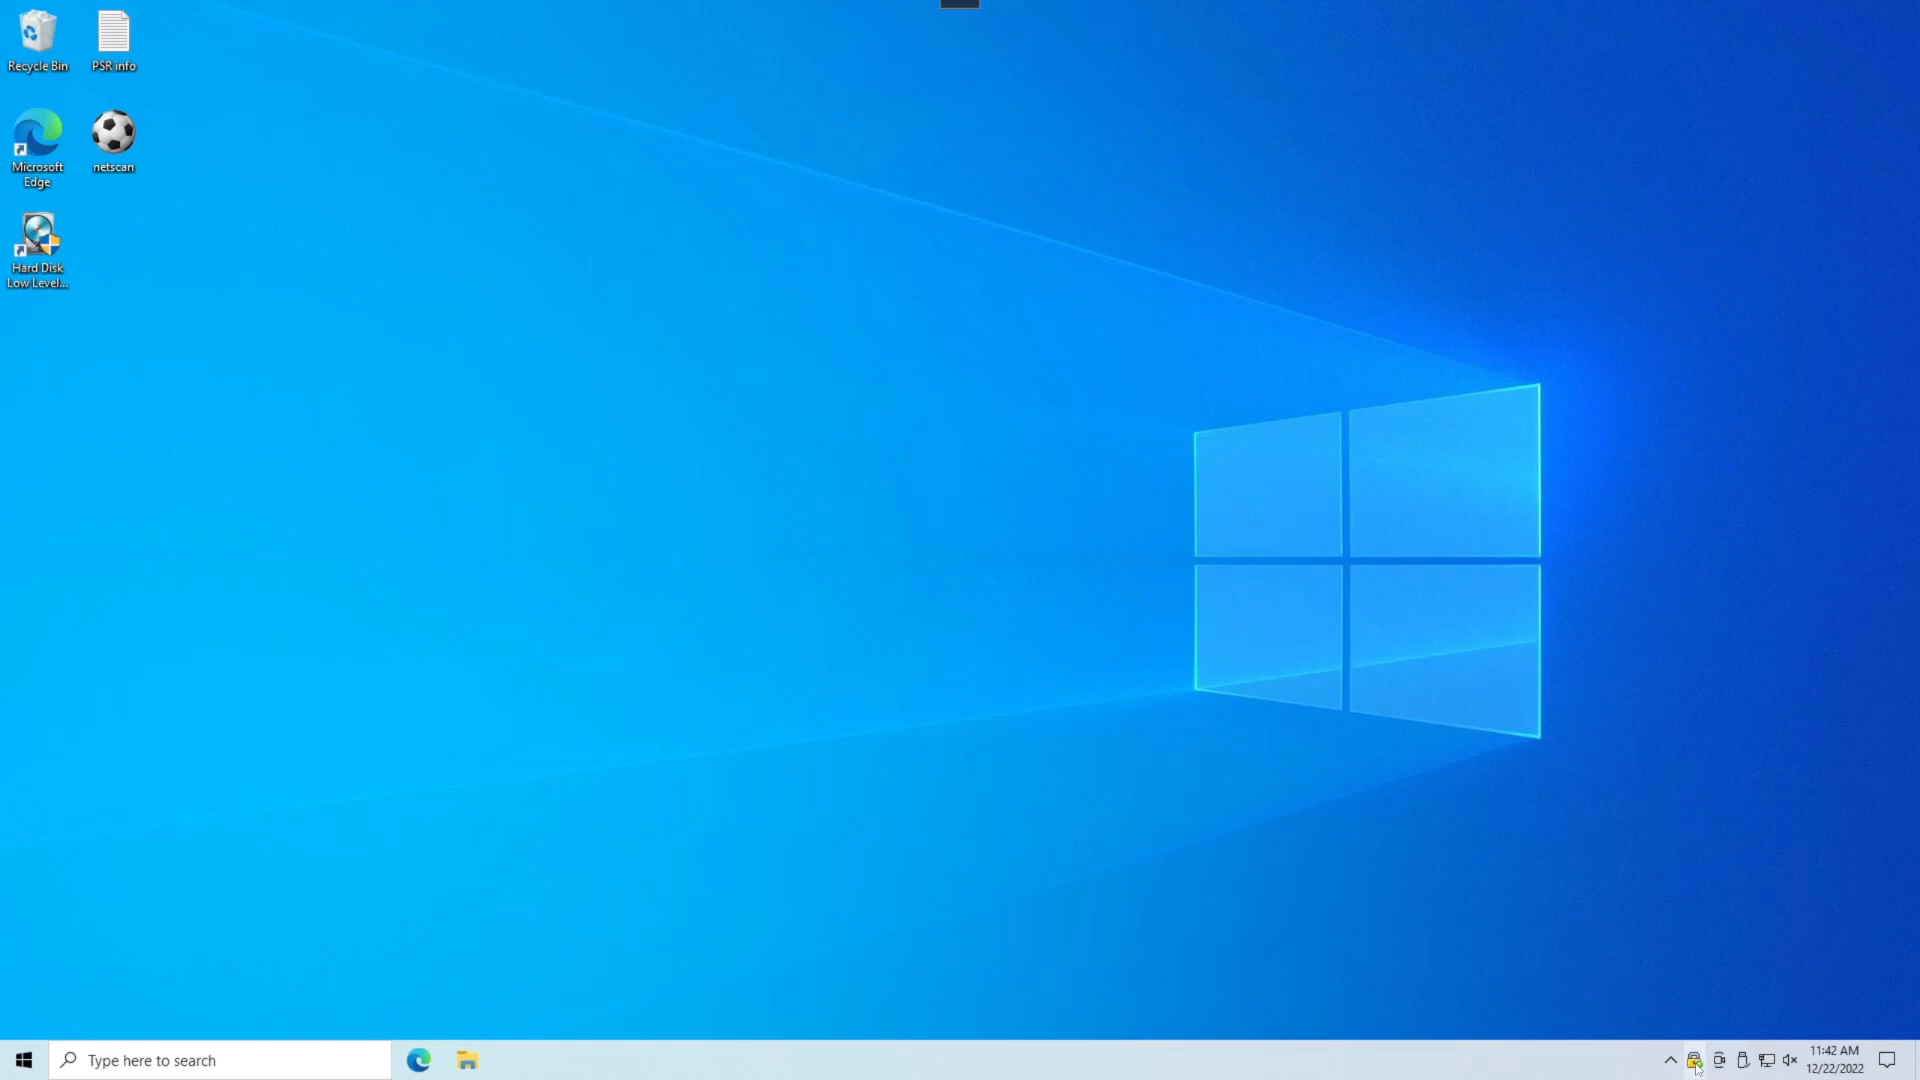 Recycle Bin
PSR info
Microsoft
Edge
netscan
Hard Disk
Low Level...
Type here to search
11:42 AM
12/22/2022